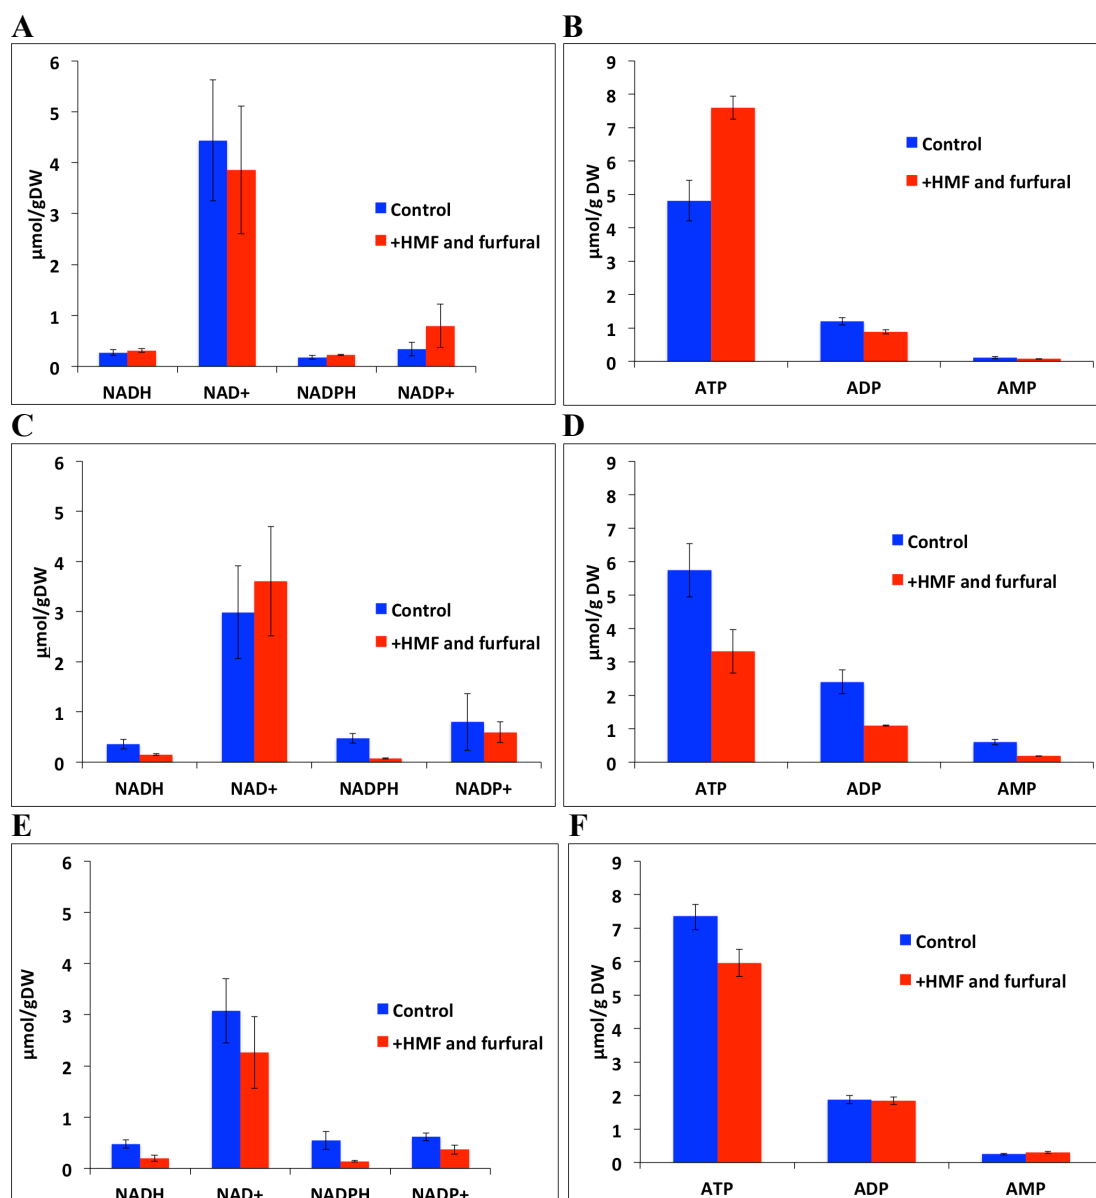 A
6
5
4
3
2
1
0
µmol/gDW
Control
+HMF and furfural
NADH NAD+ NADPH NADP+
B
9
8
7
6
5
4
3
2
1
0
µmol/g DW
Control
+HMF and furfural
ATP ADP AMP
C
6
5
4
3
2
1
0
µmol/gDW
Control
+HMF and furfural
NADH NAD+ NADPH NADP+
D
9
8
7
6
5
4
3
2
1
0
µmol/g DW
Control
+HMF and furfural
ATP ADP AMP
E
6
5
4
3
2
1
0
µmol/gDW
Control
+HMF and furfural
NADH NAD+ NADPH NADP+
F
9
8
7
6
5
4
3
2
1
0
µmol/g DW
Control
+HMF and furfural
ATP ADP AMP